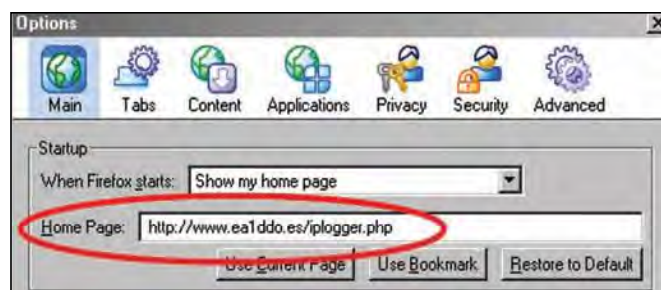 Options
Main Tabs Content Applications Privacy Security Advanced
Startup
When Firefox starts: Show my home page
Home Page: http://www.ea1ddo.es/iplogger.php
Use Current Page Use Bookmark Restore to Default